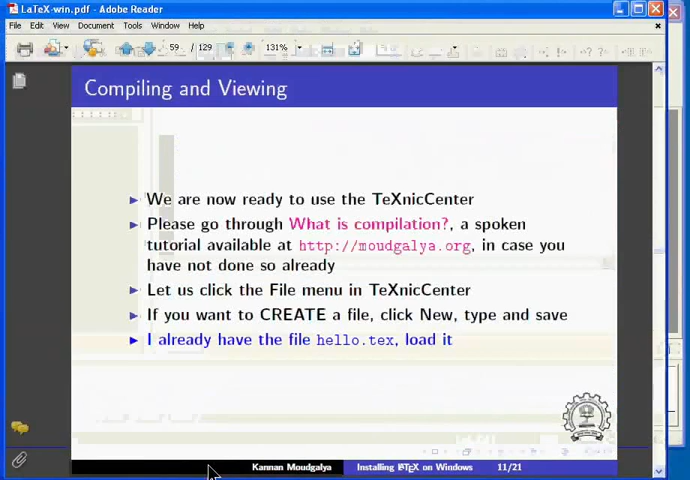 LaTeX-win.pdf - Adobe Reader
File Edit View Document Tools Window Help
59 / 129 131%
Compiling and Viewing
We are now ready to use the TeXnicCenter
Please go through What is compilation?, a spoken
tutorial available at http://moudgalya.org, in case you
have not done so already
Let us click the File menu in TeXnicCenter
If you want to CREATE a file, click New, type and save
I already have the file hello.tex, load it
Kannan Moudgalya Installing LaTeX on Windows 11/21